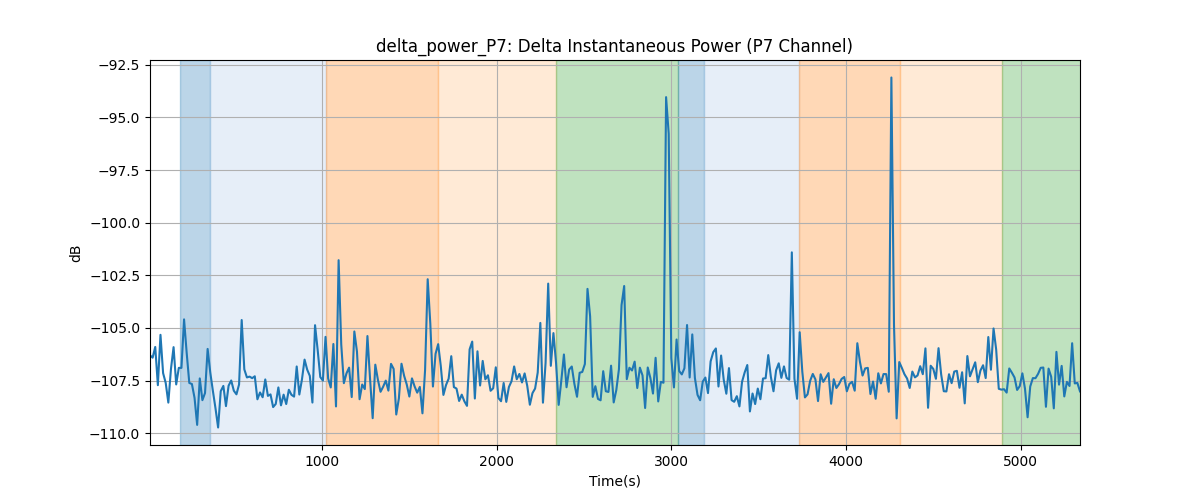 delta_power_P7: Delta Instantaneous Power (P7 Channel)
−92.5
−95.0
−97.5
−100.0
−102.5
−105.0
−107.5
−110.0
dB
1000 2000 3000 4000 5000
Time(s)